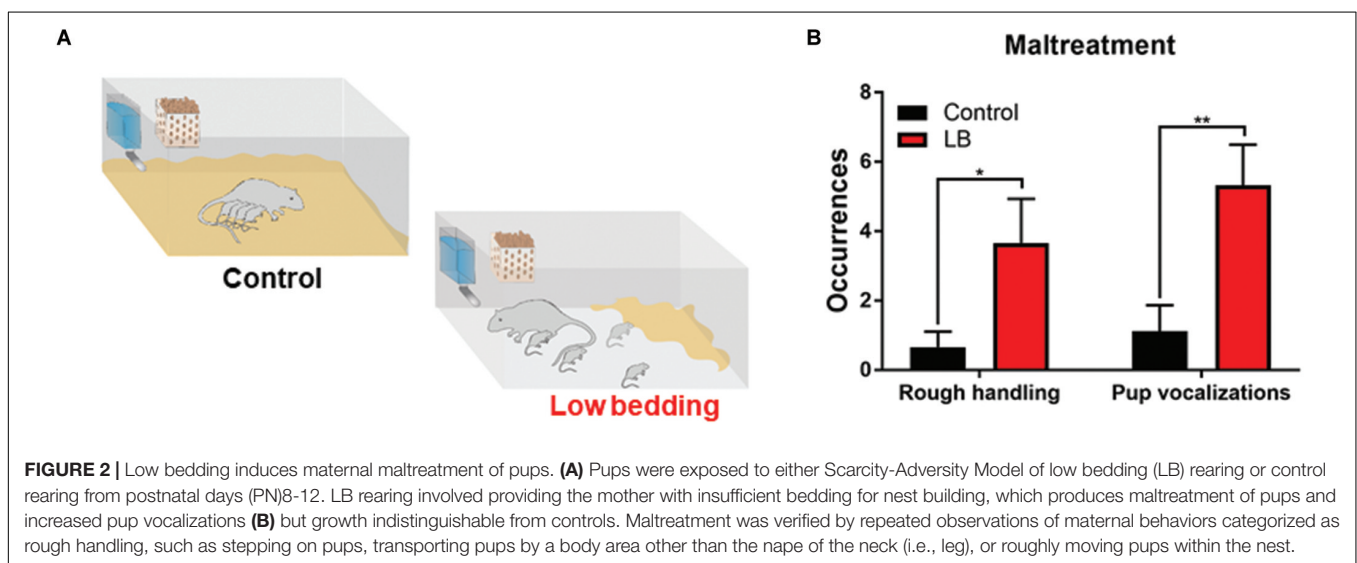 A
Control
Low bedding
B
Maltreatment
Control
LB
Occurrences
8
6
4
2
0
*
**
Rough handling
Pup vocalizations
FIGURE 2 | Low bedding induces maternal maltreatment of pups. (A) Pups were exposed to either Scarcity-Adversity Model of low bedding (LB) rearing or control
rearing from postnatal days (PN)8-12. LB rearing involved providing the mother with insufficient bedding for nest building, which produces maltreatment of pups and
increased pup vocalizations (B) but growth indistinguishable from controls. Maltreatment was verified by repeated observations of maternal behaviors categorized as
rough handling, such as stepping on pups, transporting pups by a body area other than the nape of the neck (i.e., leg), or roughly moving pups within the nest.